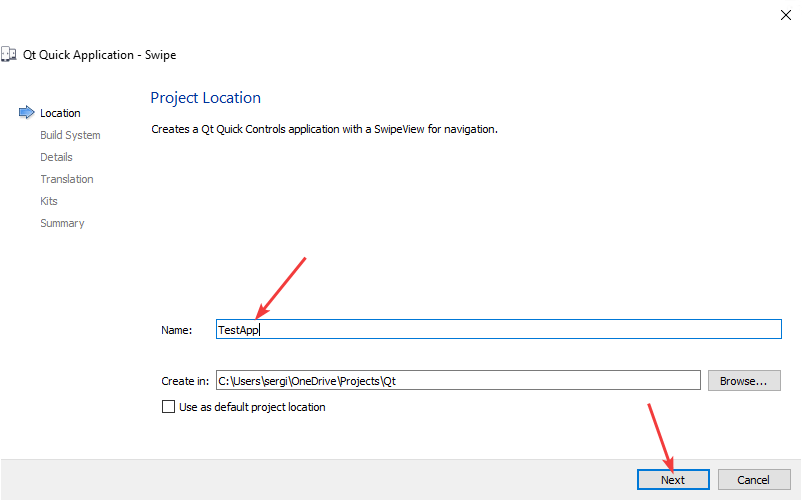 Qt Quick Application - Swipe
Location
Build System
Details
Translation
Kits
Summary
Project Location
Creates a Qt Quick Controls application with a SwipeView for navigation.
Name: TestApp
Create in: C:\Users\sergi\OneDrive\Projects\Qt Browse...
Use as default project location
Next Cancel